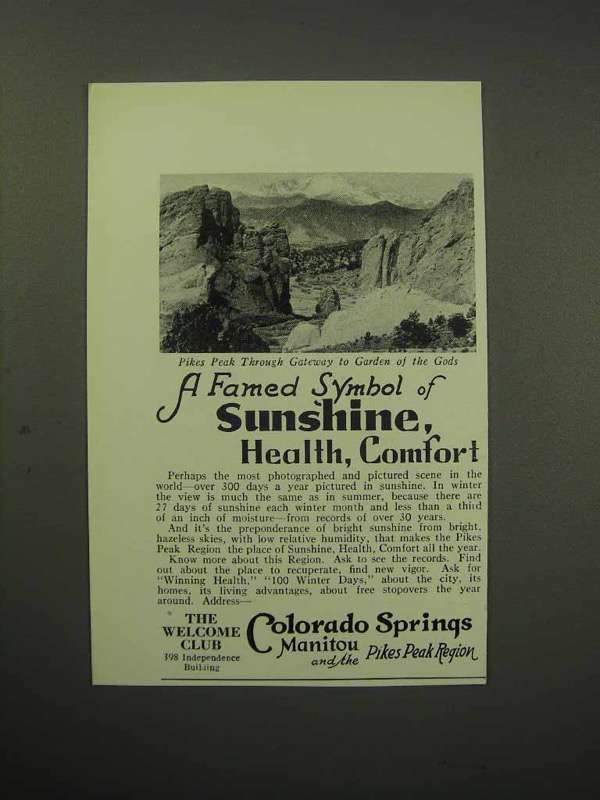 Pikes Peak Through Gateway to Garden of the Gods
A Famed Symbol of
Sunshine,
Health, Comfort
Perhaps the most photographed and pictured scene in the
world—over 300 days a year pictured in sunshine. In winter
the view is much the same as in summer, because there are
27 days of sunshine each winter month and less than a third
of an inch of moisture—from records of over 30 years.
And it's the preponderance of bright sunshine from bright,
hazeless skies, with low relative humidity, that makes the Pikes
Peak Region the place of Sunshine, Health, Comfort all the year.
Know more about this Region. Ask to see the records. Find
out about the place to recuperate, find new vigor. Ask for
"Winning Health," "100 Winter Days," about the city, its
homes, its living advantages, about free stopovers the year
around. Address—
THE
WELCOME
CLUB
398 Independence
Building
Colorado Springs
Manitou
and the Pikes Peak Region